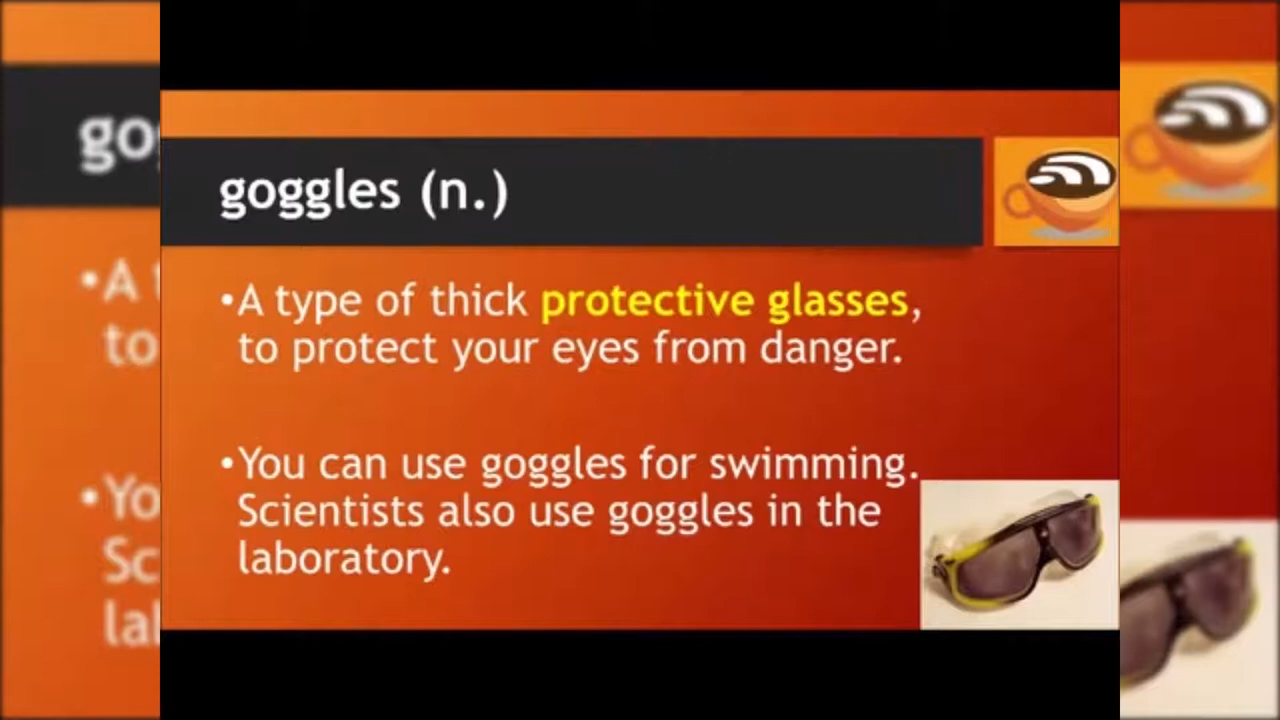 goggles (n.)
•A type of thick protective glasses,
to protect your eyes from danger.
•You can use goggles for swimming.
Scientists also use goggles in the
laboratory.